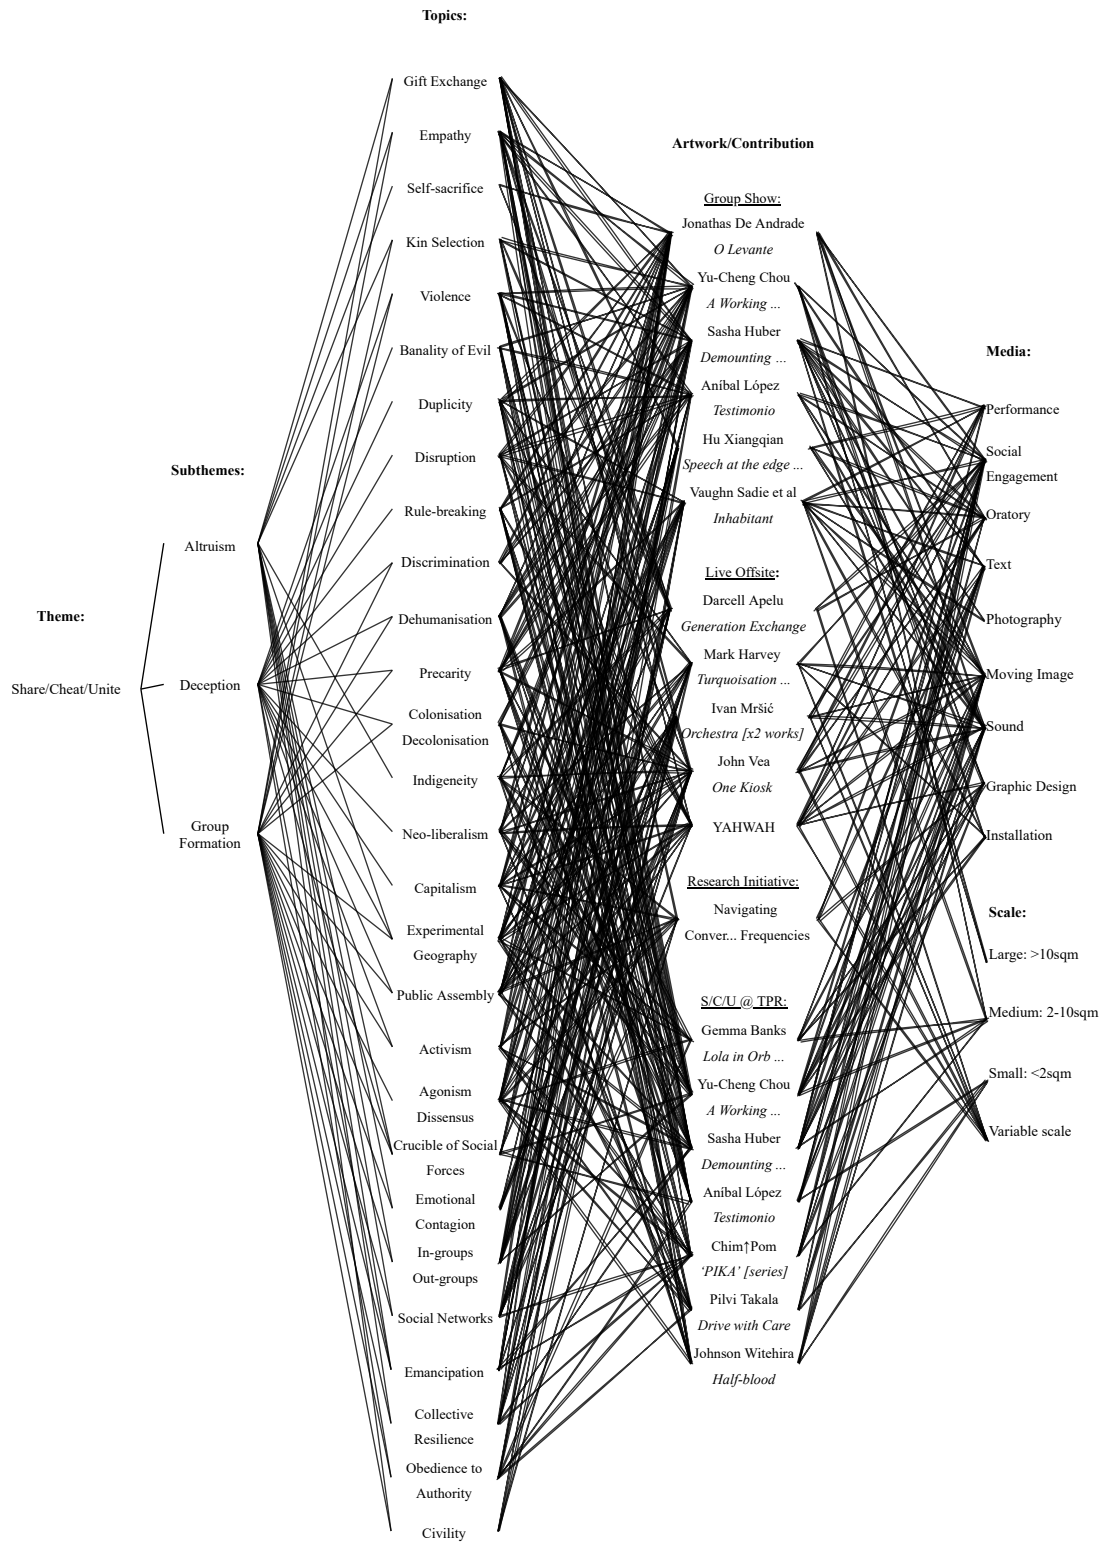 Topics:
Gift Exchange
Empathy
Self-sacrifice
Kin Selection
Violence
Banality of Evil
Duplicity
Disruption
Rule-breaking
Discrimination
Dehumanisation
Precarity
Colonisation
Decolonisation
Indigeneity
Neo-liberalism
Capitalism
Experimental
Geography
Public Assembly
Activism
Agonism
Dissensus
Crucible of Social
Forces
Emotional
Contagion
In-groups
Out-groups
Social Networks
Emancipation
Collective
Resilience
Obedience to
Authority
Civility
Subthemes:
Altruism
Deception
Group
Formation
Theme:
Share/Cheat/Unite
Artwork/Contribution
Group Show:
Jonathas De Andrade
O Levante
Yu-Cheng Chou
A Working ...
Sasha Huber
Demounting ...
Aníbal López
Testimonio
Hu Xiangqian
Speech at the edge ...
Vaughn Sadie et al
Inhabitant
Live Offsite:
Darcell Apelu
Generation Exchange
Mark Harvey
Turquoisation ...
Ivan Mršić
Orchestra [x2 works]
John Vea
One Kiosk
YAHWAH
Research Initiative:
Navigating
Conver... Frequencies
S/C/U @ TPR:
Gemma Banks
Lola in Orb ...
Yu-Cheng Chou
A Working ...
Sasha Huber
Demounting ...
Aníbal López
Testimonio
Chim↑Pom
‘PIKA’ [series]
Pilvi Takala
Drive with Care
Johnson Witehira
Half-blood
Media:
Performance
Social
Engagement
Oratory
Text
Photography
Moving Image
Sound
Graphic Design
Installation
Scale:
Large: >10sqm
Medium: 2-10sqm
Small: <2sqm
Variable scale